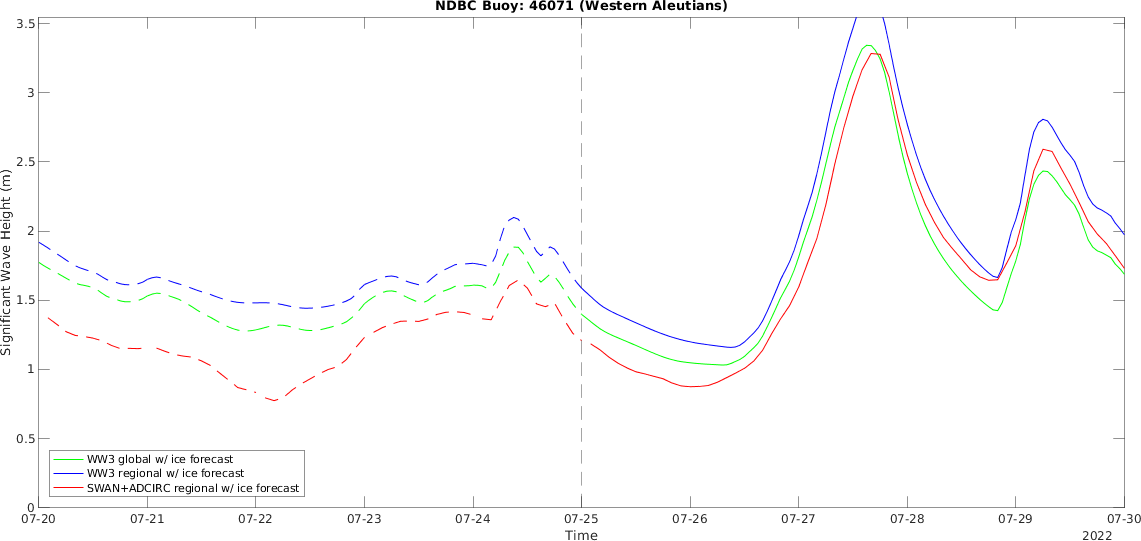 NDBC Buoy: 46071 (Western Aleutians)
3.5
3
2.5
2
1.5
1
0.5
0
Significant Wave Height (m)
WW3 global w/ ice forecast
WW3 regional w/ ice forecast
SWAN+ADCIRC regional w/ ice forecast
07-20 07-21 07-22 07-23 07-24 07-25 07-26 07-27 07-28 07-29 07-30
Time
2022